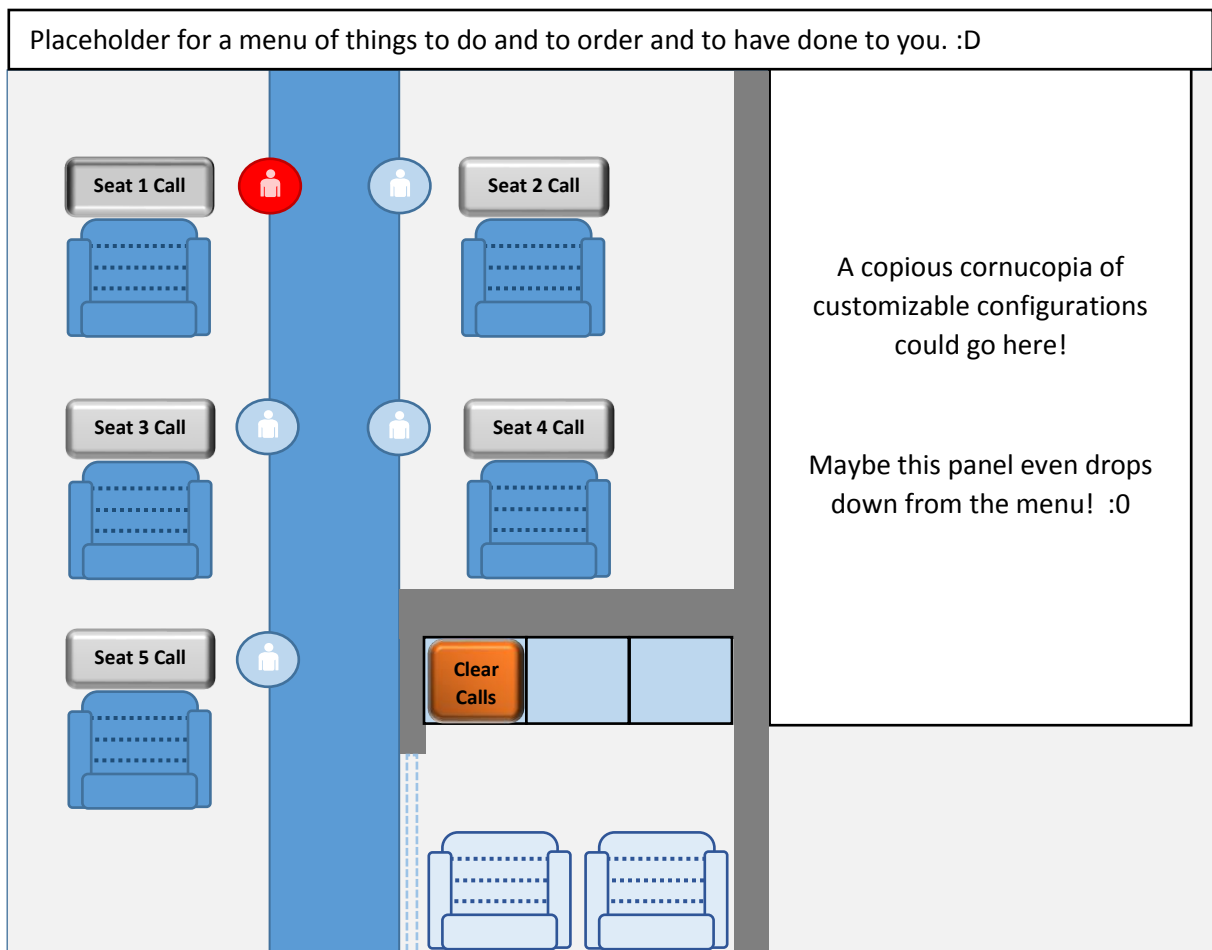 Placeholder for a menu of things to do and to order and to have done to you. :D
Seat 1 Call
Seat 2 Call
A copious cornucopia of
customizable configurations
could go here!
Seat 3 Call
Seat 4 Call
Maybe this panel even drops
down from the menu!  :0
Seat 5 Call
Clear
Calls